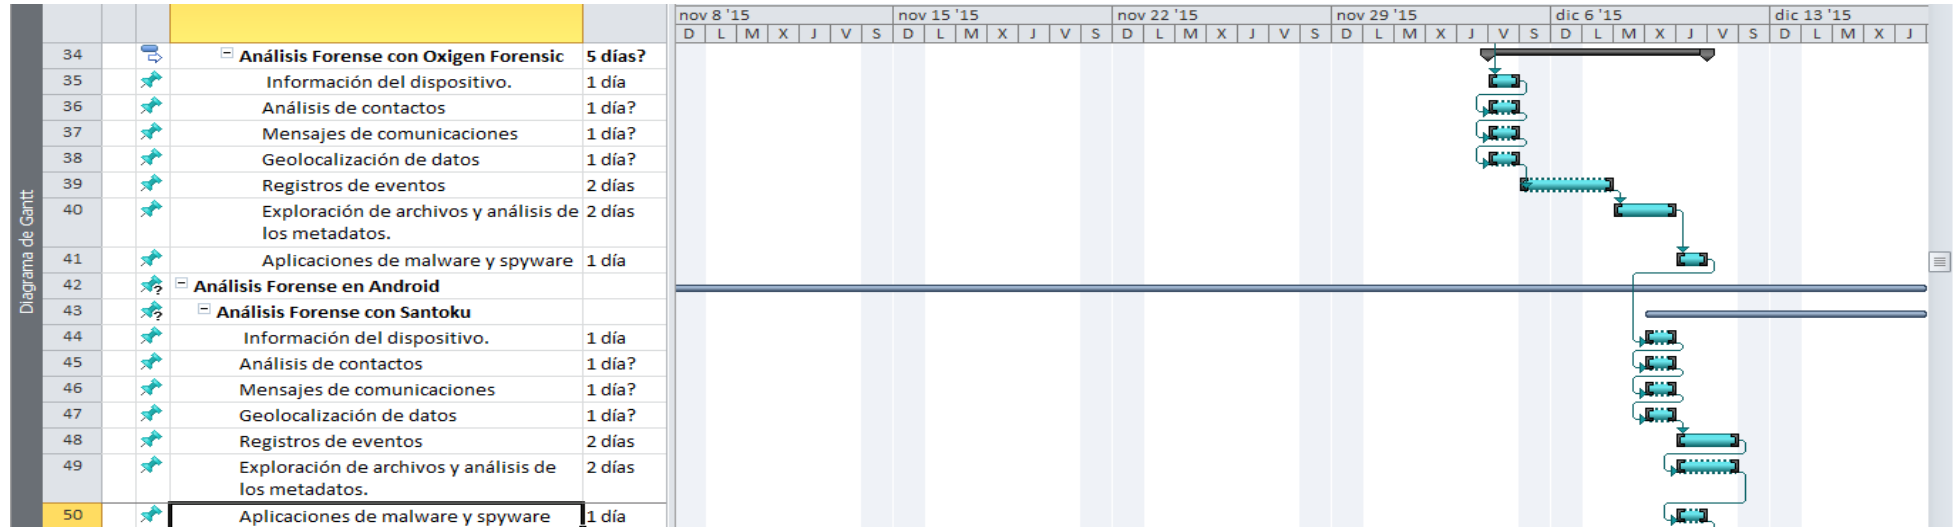 nov 8 '15 nov 15 '15 nov 22 '15 nov 29 '15 dic 6 '15 dic 13 '15
D L M X J V S D L M X J V S D L M X J V S D L M X J V S D L M X J V S D L M X J
34 Análisis Forense con Oxigen Forensic 5 días?
35 Información del dispositivo. 1 día
36 Análisis de contactos 1 día?
37 Mensajes de comunicaciones 1 día?
38 Geolocalización de datos 1 día?
39 Registros de eventos 2 días
40 Exploración de archivos y análisis de 2 días
los metadatos.
41 Aplicaciones de malware y spyware 1 día
42 Análisis Forense en Android
43 Análisis Forense con Santoku
44 Información del dispositivo. 1 día
45 Análisis de contactos 1 día?
46 Mensajes de comunicaciones 1 día?
47 Geolocalización de datos 1 día?
48 Registros de eventos 2 días
49 Exploración de archivos y análisis de 2 días
los metadatos.
50 Aplicaciones de malware y spyware 1 día
Diagrama de Gantt